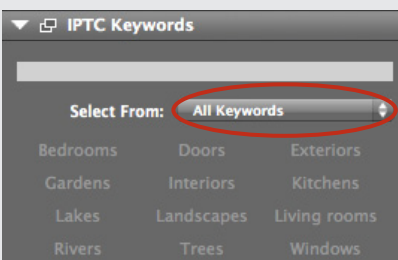 IPTC Keywords
Select From: All Keywords
Bedrooms Doors Exteriors
Gardens Interiors Kitchens
Lakes Landscapes Living rooms
Rivers Trees Windows